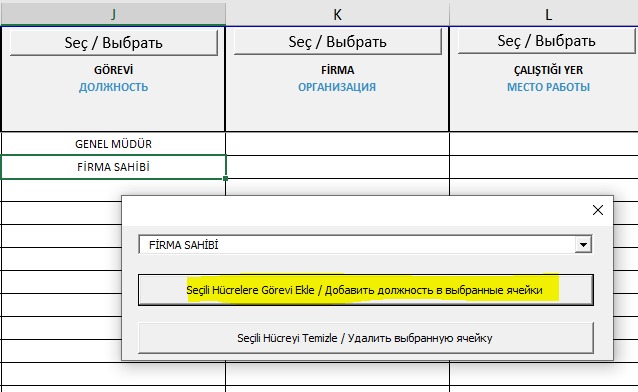 J K L
Seç / Выбрать Seç / Выбрать Seç / Выбрать
GÖREVİ FİRMA ÇALIŞTIĞI YER
ДОЛЖНОСТЬ ОРГАНИЗАЦИЯ МЕСТО РАБОТЫ
GENEL MÜDÜR
FİRMA SAHİBİ
FİRMA SAHİBİ
Seçili Hücrelere Görevi Ekle / Добавить должность в выбранные ячейки
Seçili Hücreyi Temizle / Удалить выбранную ячейку